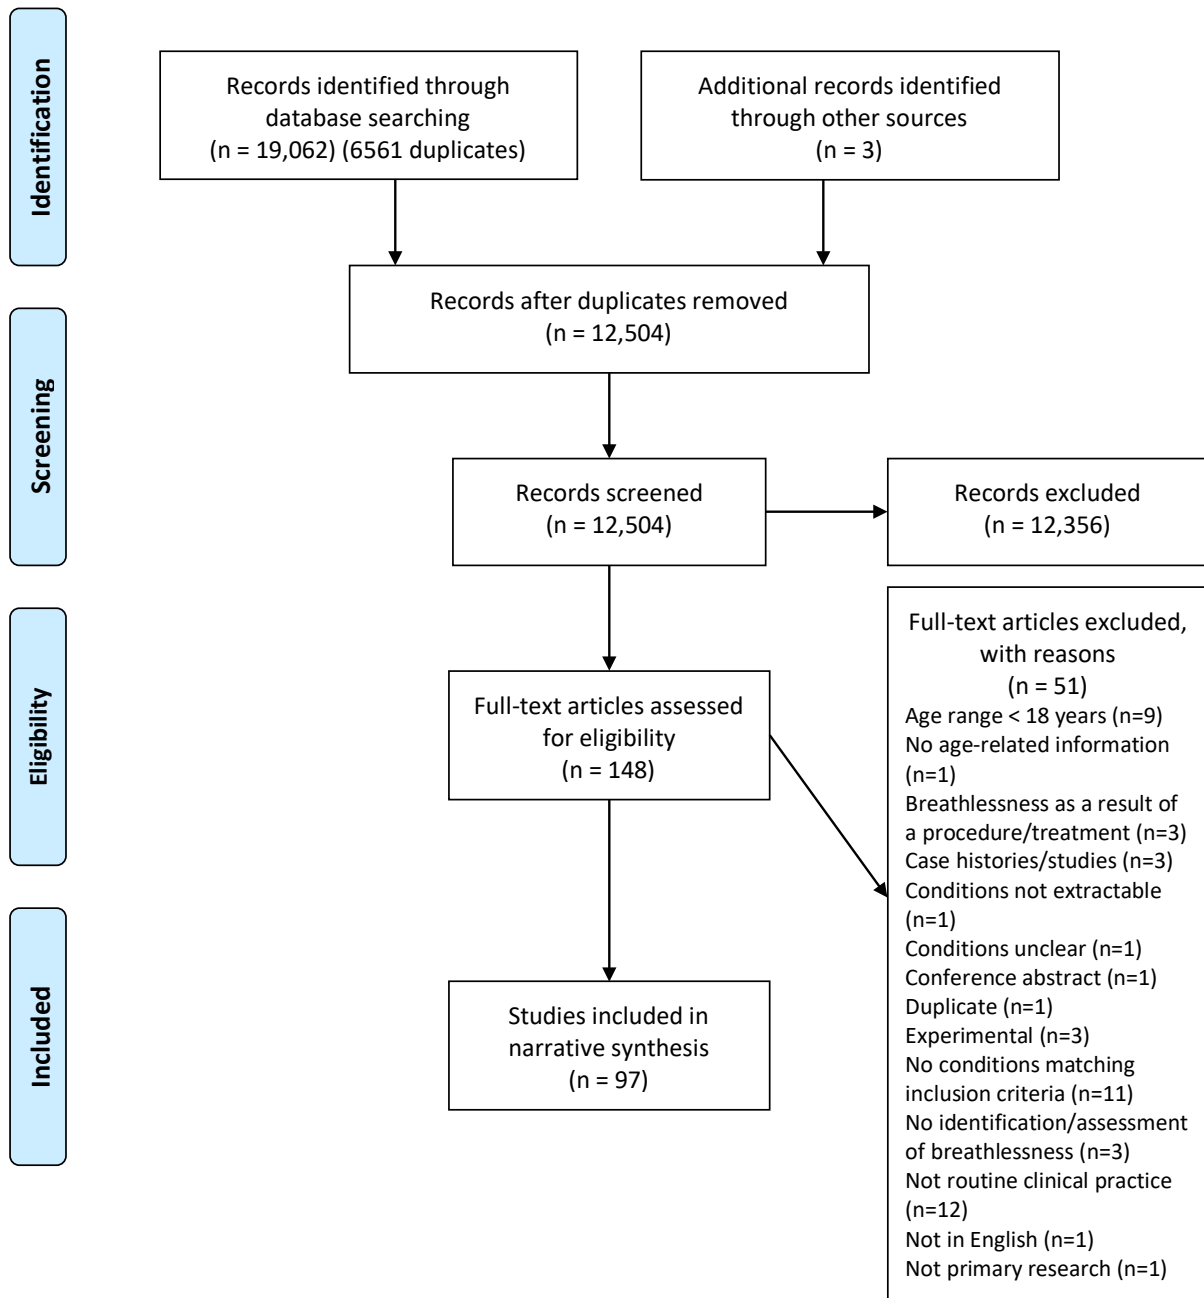 Identification
Records identified through
database searching
(n = 19,062) (6561 duplicates)
Additional records identified
through other sources
(n = 3)
Records after duplicates removed
(n = 12,504)
Screening
Records screened
(n = 12,504)
Records excluded
(n = 12,356)
Eligibility
Full-text articles assessed
for eligibility
(n = 148)
Full-text articles excluded,
with reasons
(n = 51)
Age range < 18 years (n=9)
No age-related information
(n=1)
Breathlessness as a result of
a procedure/treatment (n=3)
Case histories/studies (n=3)
Conditions not extractable
(n=1)
Conditions unclear (n=1)
Conference abstract (n=1)
Duplicate (n=1)
Experimental (n=3)
No conditions matching
inclusion criteria (n=11)
No identification/assessment
of breathlessness (n=3)
Not routine clinical practice
(n=12)
Not in English (n=1)
Not primary research (n=1)
Included
Studies included in
narrative synthesis
(n = 97)